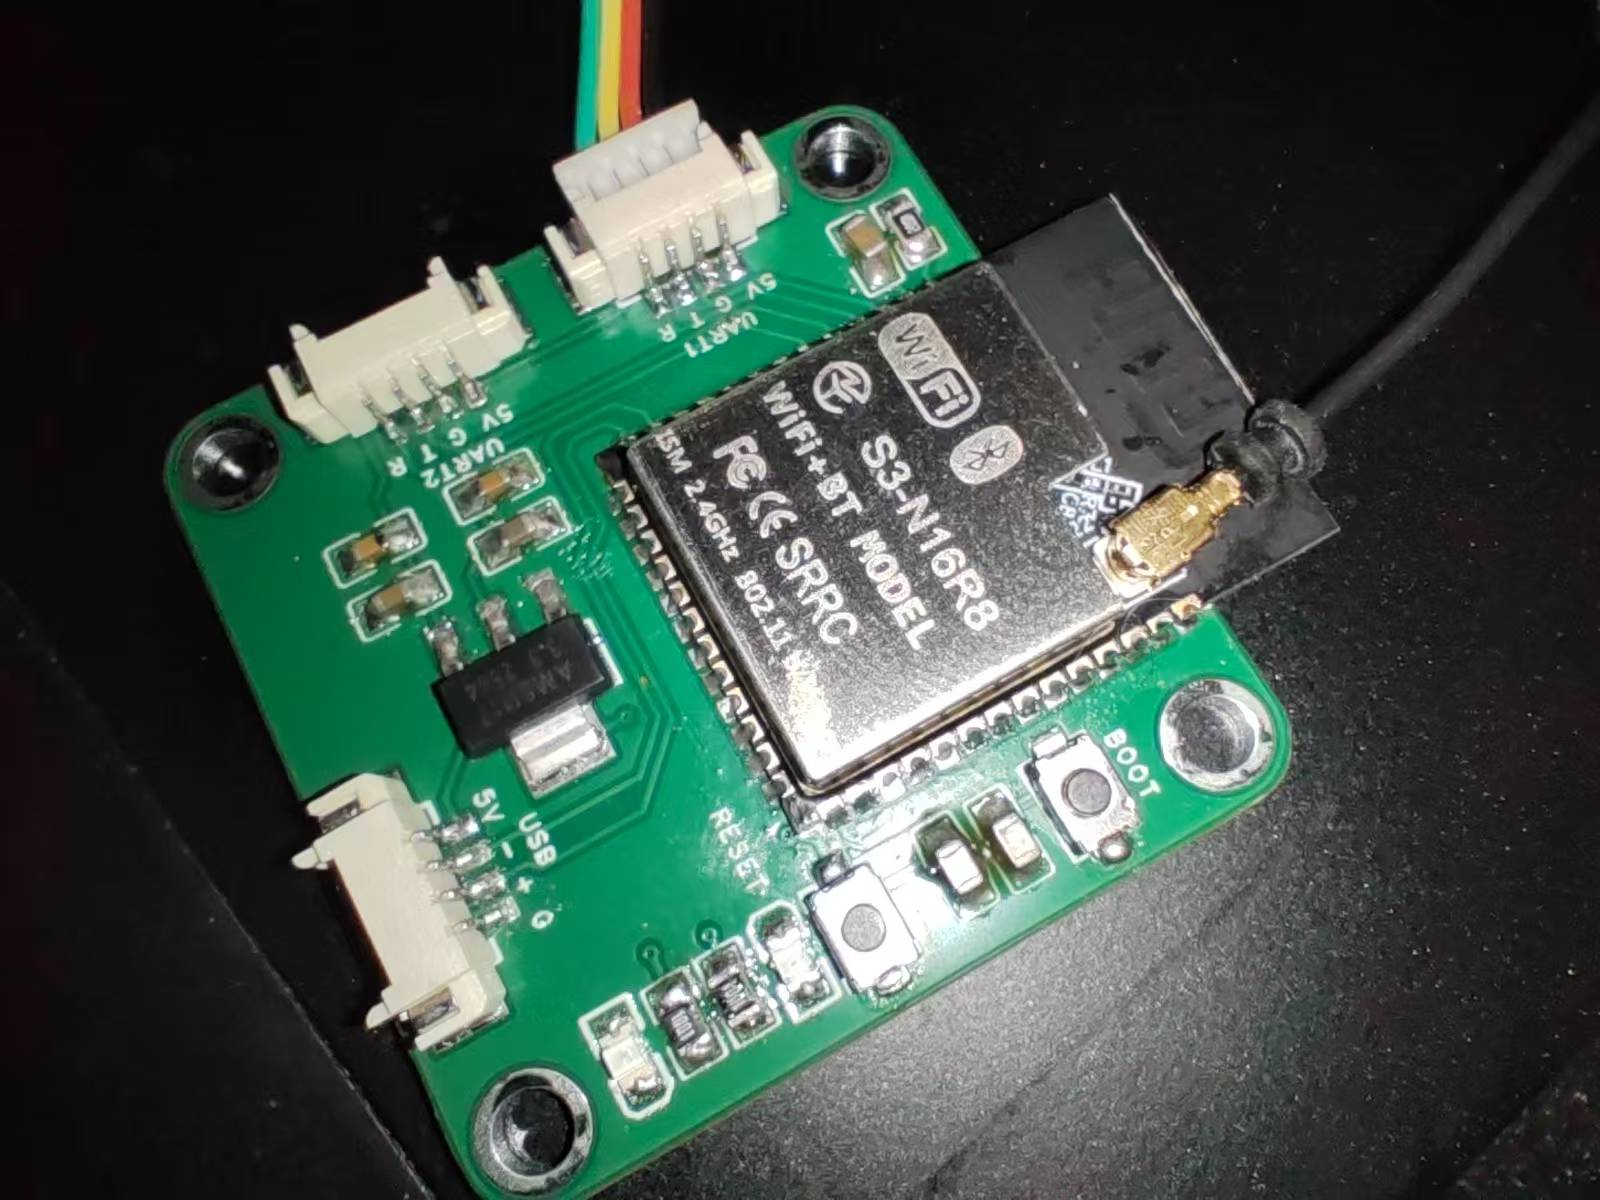 5V G T R
UART1
5V G T R
UART2
WiFi
S3-N16R8
WiFi+BT MODEL
FC CE SRRC
ISM 2.4GHz 802.11
BOOT
RESET
5V - + G
USB